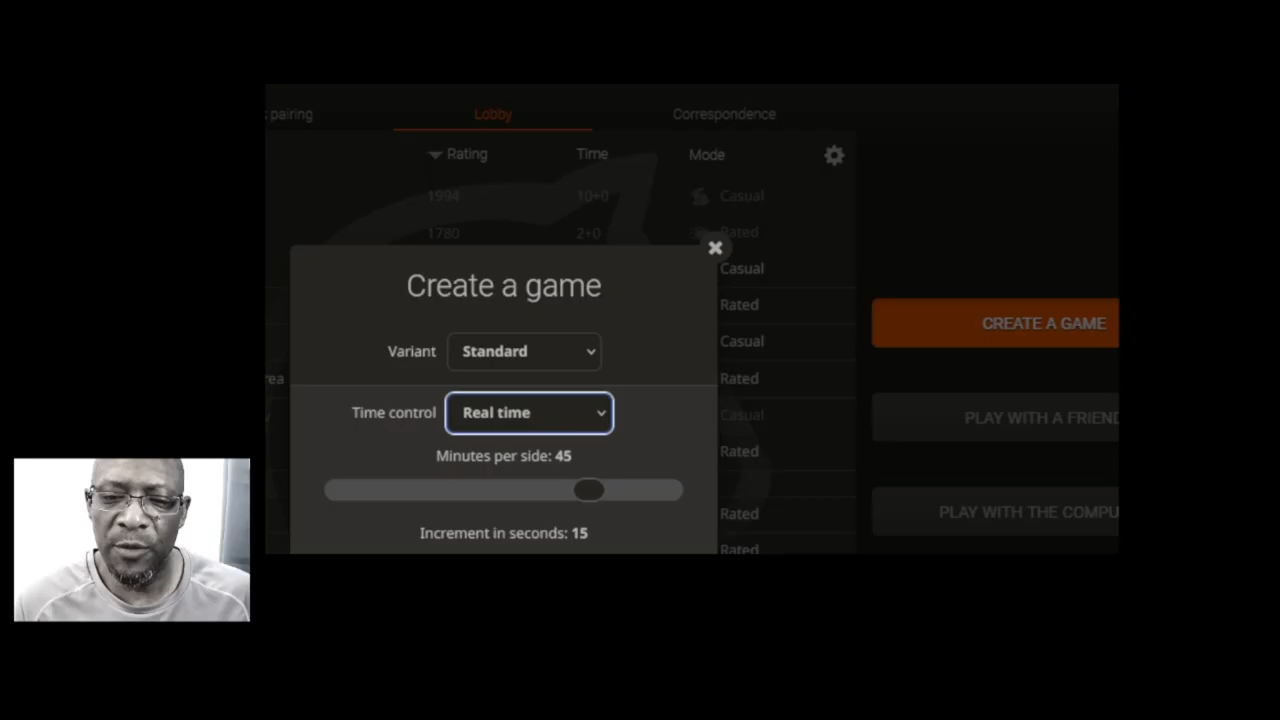 pairing
Lobby
Correspondence
Rating Time Mode
1994 10+0 Casual
1780 2+0 Rated
Casual
Create a game
Rated
CREATE A GAME
Variant Standard
Casual
rea
Rated
Time control Real time
Casual
PLAY WITH A FRIEND
Minutes per side: 45
Rated
Increment in seconds: 15
Rated
PLAY WITH THE COMPU
Rated